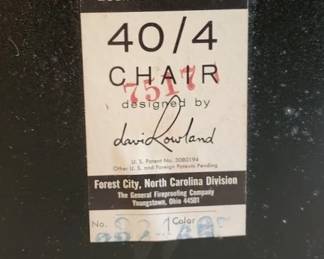 40/4
CHAIR
7517
designed by
david Rowland
U. S. Patent No. 3080194
Other U. S. and Foreign Patents Pending
Forest City, North Carolina Division
The General Fireproofing Company
Youngstown, Ohio 44501
No.
Color